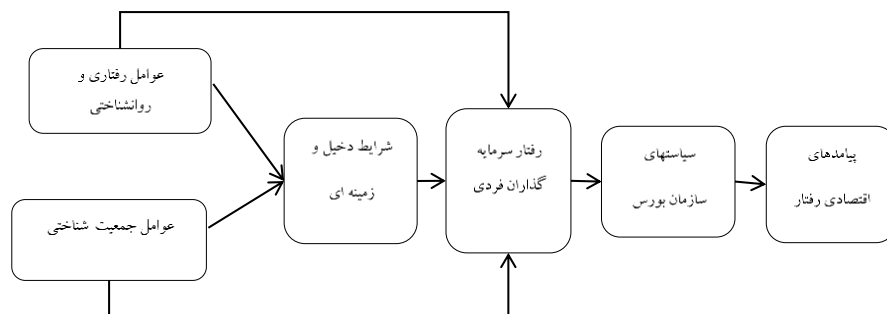 عوامل رفتاری و
روانشناختی
عوامل جمعیت شناختی
شرایط دخیل و
زمینه ای
رفتار سرمایه
گذاران فردی
سیاستهای
سازمان بورس
پیامدهای
اقتصادی رفتار